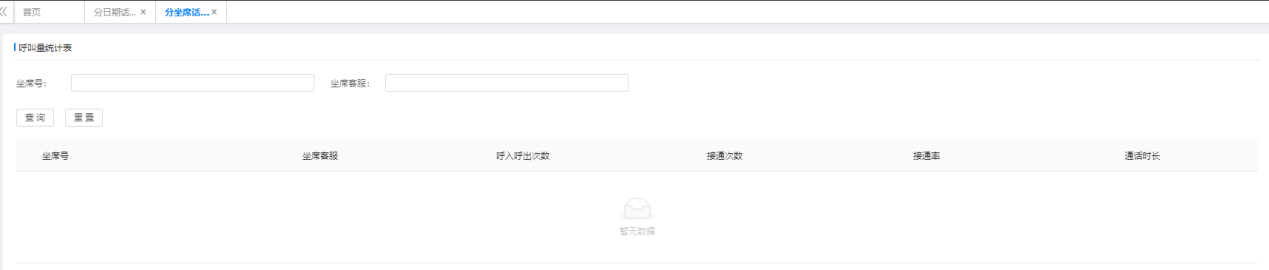 首页 分日期话... × 分坐席话... ×
呼叫量统计表
坐席号: 坐席客服:
查询 重置
坐席号 坐席客服 呼入呼出次数 接通次数 接通率 通话时长
暂无数据